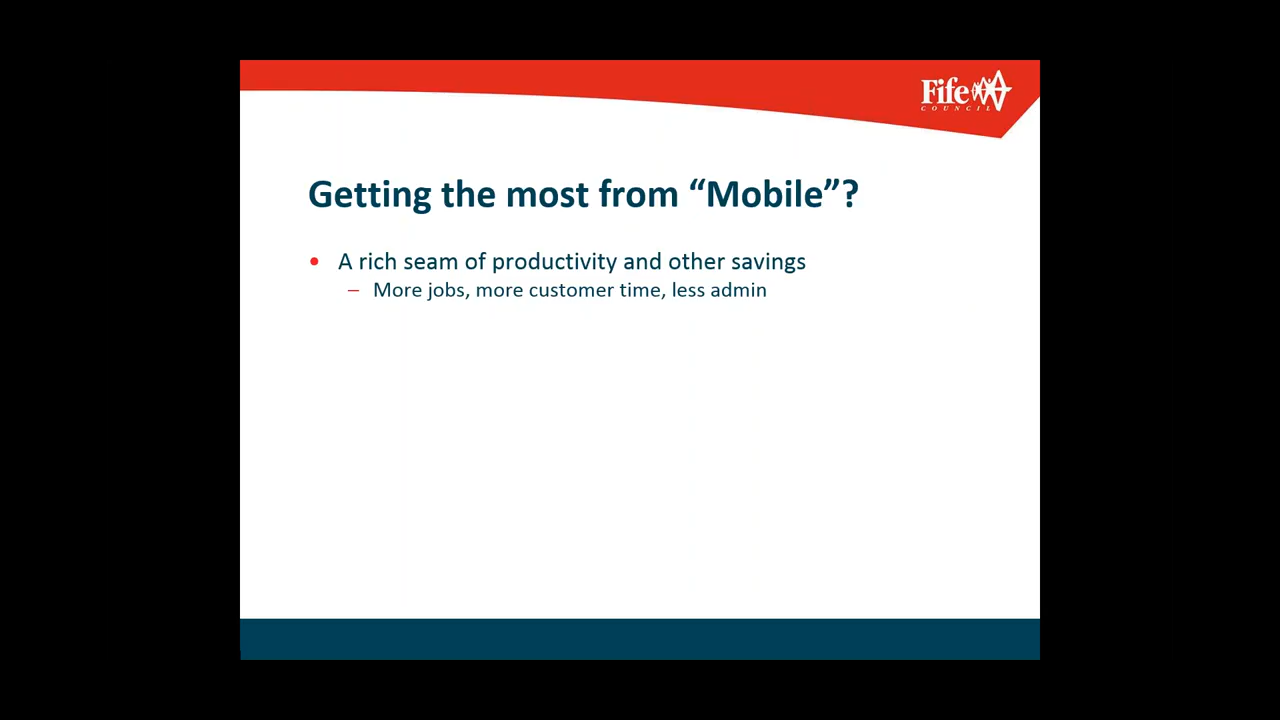 Fife
COUNCIL
Getting the most from “Mobile”?
• A rich seam of productivity and other savings
– More jobs, more customer time, less admin